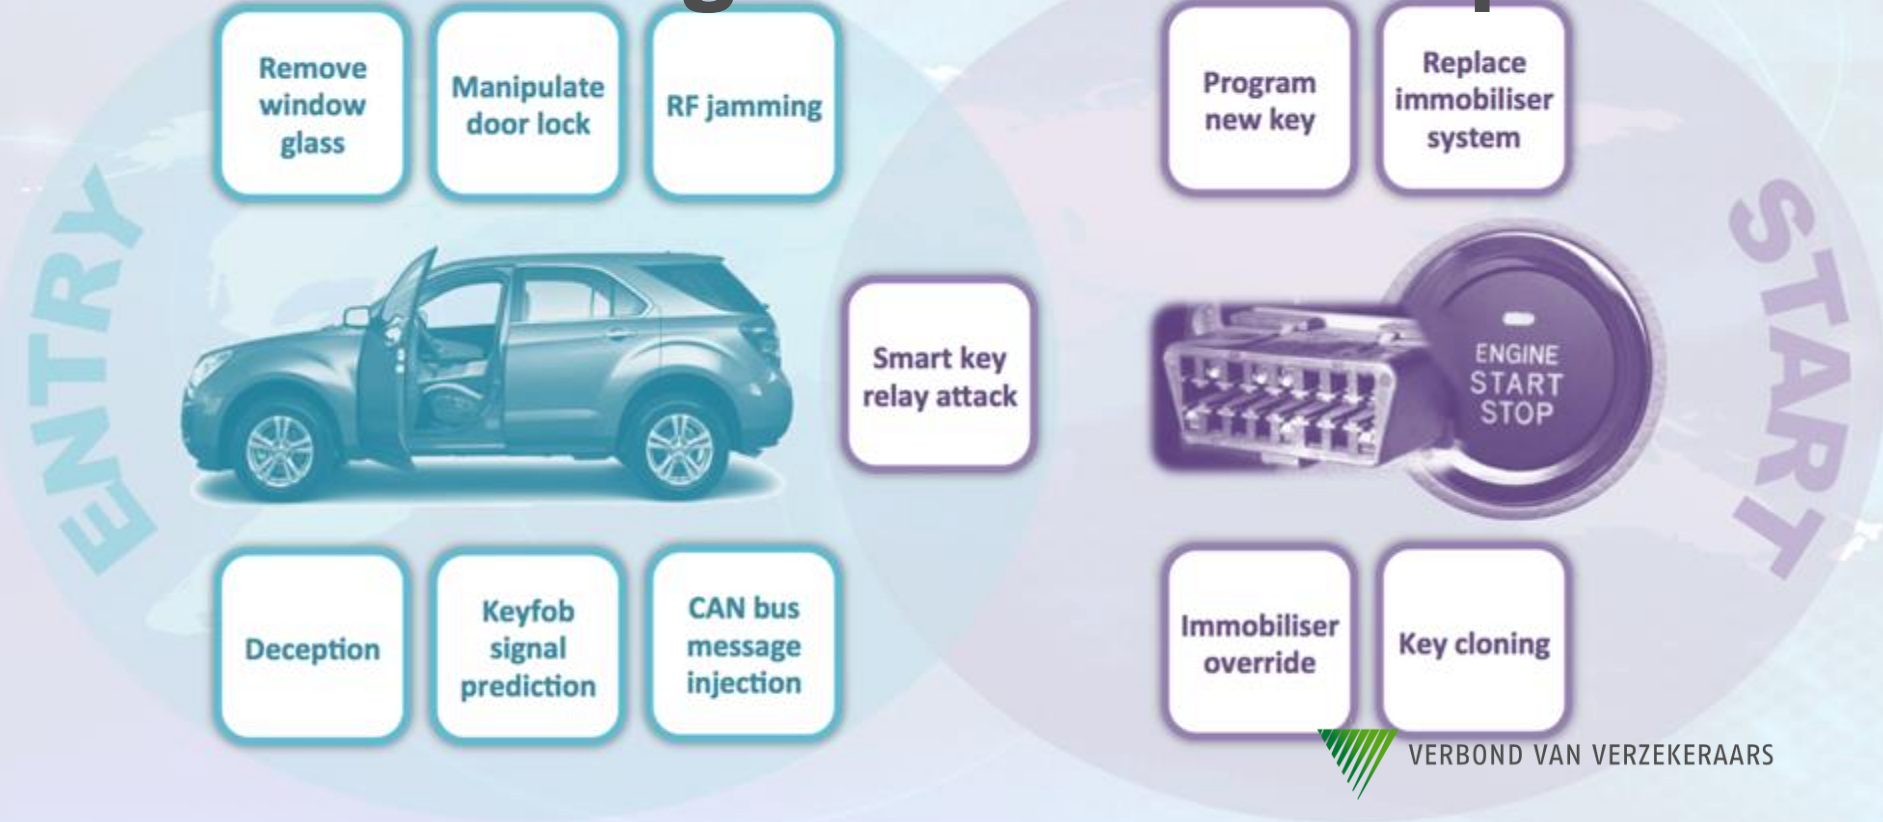 Remove
window
glass
Manipulate
door lock
RF jamming
Program
new key
Replace
immobiliser
system
ENTRY
START
Smart key
relay attack
ENGINE
START
STOP
Deception
Keyfob
signal
prediction
CAN bus
message
injection
Immobiliser
override
Key cloning
VERBOND VAN VERZEKERAARS